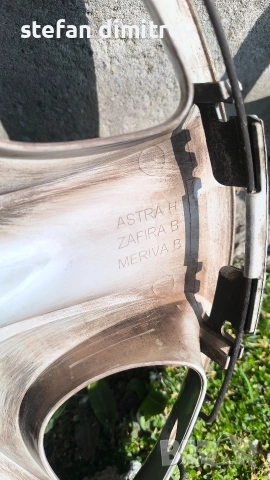 stefan dimitr
ASTRA H
ZAFIRA B
MERIVA B